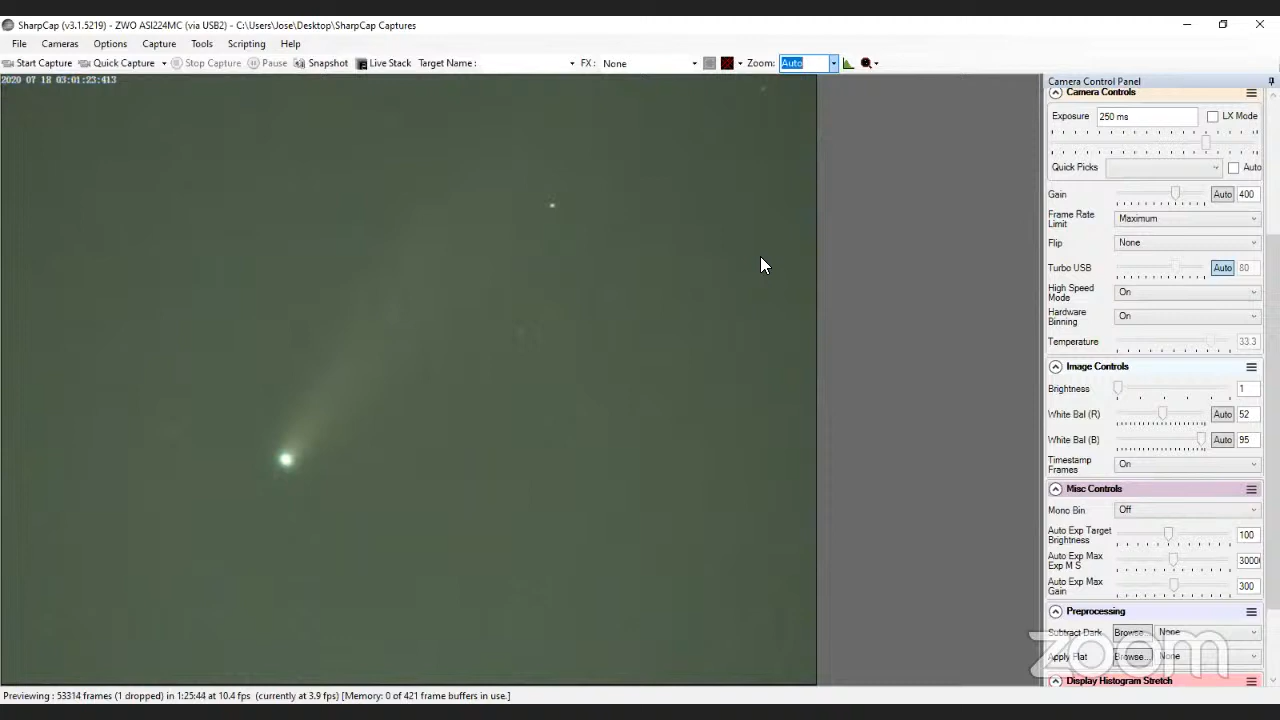 SharpCap (v3.1.5219) - ZWO ASI224MC (via USB2) - C:\Users\Jose\Desktop\SharpCap Captures
File Cameras Options Capture Tools Scripting Help
Start Capture Quick Capture Stop Capture Pause Snapshot Live Stack Target Name: FX: None Zoom: Auto
2020 07 18 03:01:23:413
Camera Control Panel
Camera Controls
Exposure 250 ms LX Mode
Quick Picks Auto
Gain Auto 400
Frame Rate Limit Maximum
Flip None
Turbo USB Auto 80
High Speed Mode On
Hardware Binning On
Temperature 33.3
Image Controls
Brightness 1
White Bal (R) Auto 52
White Bal (B) Auto 95
Timestamp Frames On
Misc Controls
Mono Bin Off
Auto Exp Target Brightness 100
Auto Exp Max Exp M S 30000
Auto Exp Max Gain 300
Preprocessing
Subtract Dark Browse... None
Apply Flat Browse... None
zoom
Display Histogram Stretch
Previewing : 53314 frames (1 dropped) in 1:25:44 at 10.4 fps (currently at 3.9 fps) [Memory: 0 of 421 frame buffers in use.]